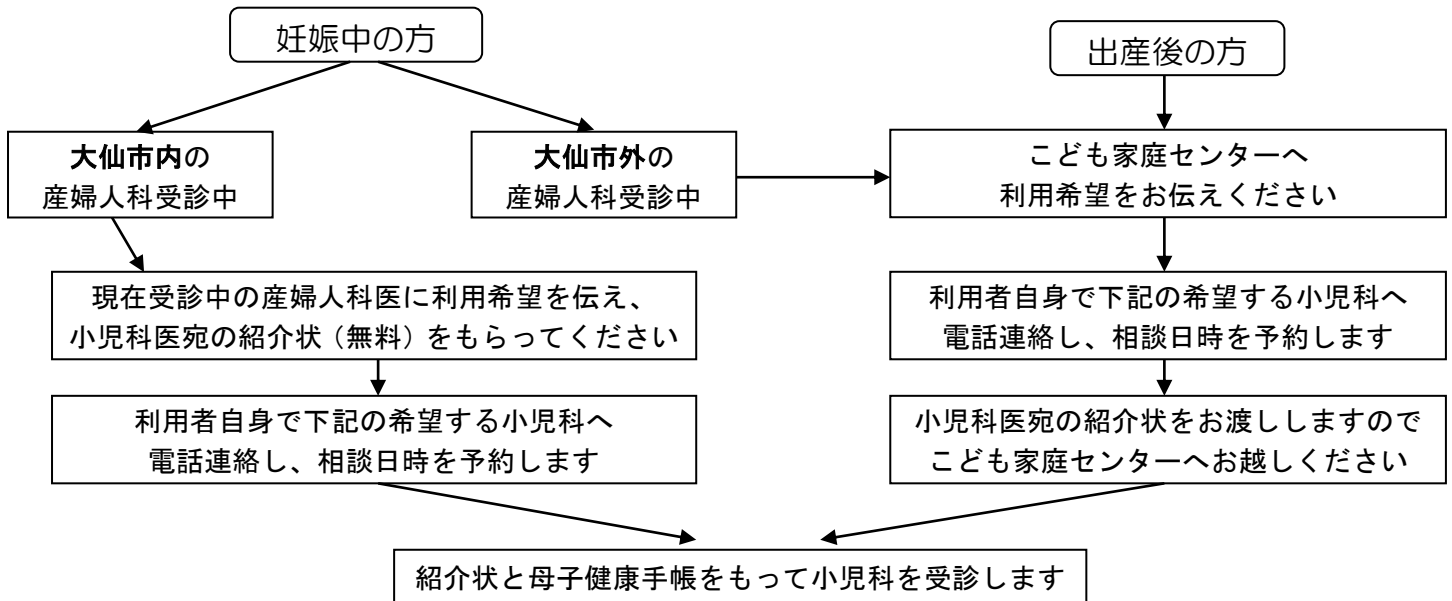 妊娠中の方
出産後の方
大仙市内の
産婦人科受診中
大仙市外の
産婦人科受診中
こども家庭センターへ
利用希望をお伝えください
現在受診中の産婦人科医に利用希望を伝え、
小児科医宛の紹介状（無料）をもらってください
利用者自身で下記の希望する小児科へ
電話連絡し、相談日時を予約します
利用者自身で下記の希望する小児科へ
電話連絡し、相談日時を予約します
小児科医宛の紹介状をお渡ししますので
こども家庭センターへお越しください
紹介状と母子健康手帳をもって小児科を受診します